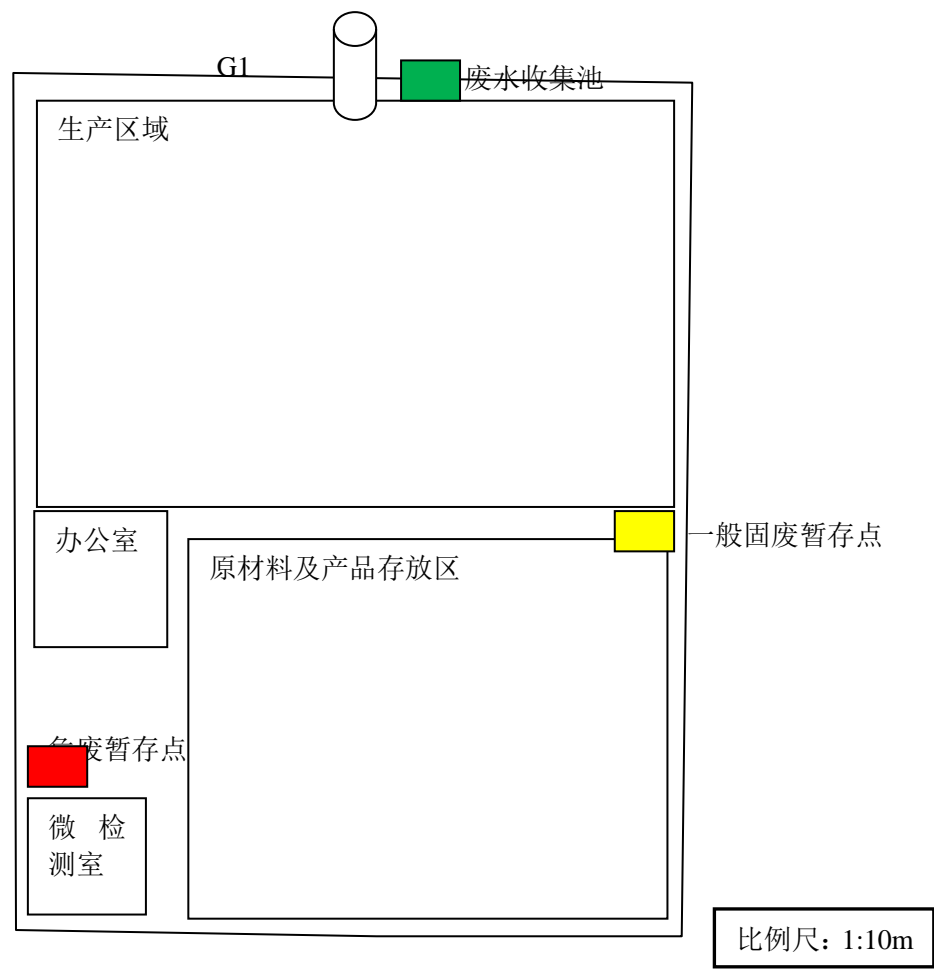 G1
废水收集池
生产区域
办公室
一般固废暂存点
原材料及产品存放区
危废暂存点
微 检
测室
比例尺：1:10m